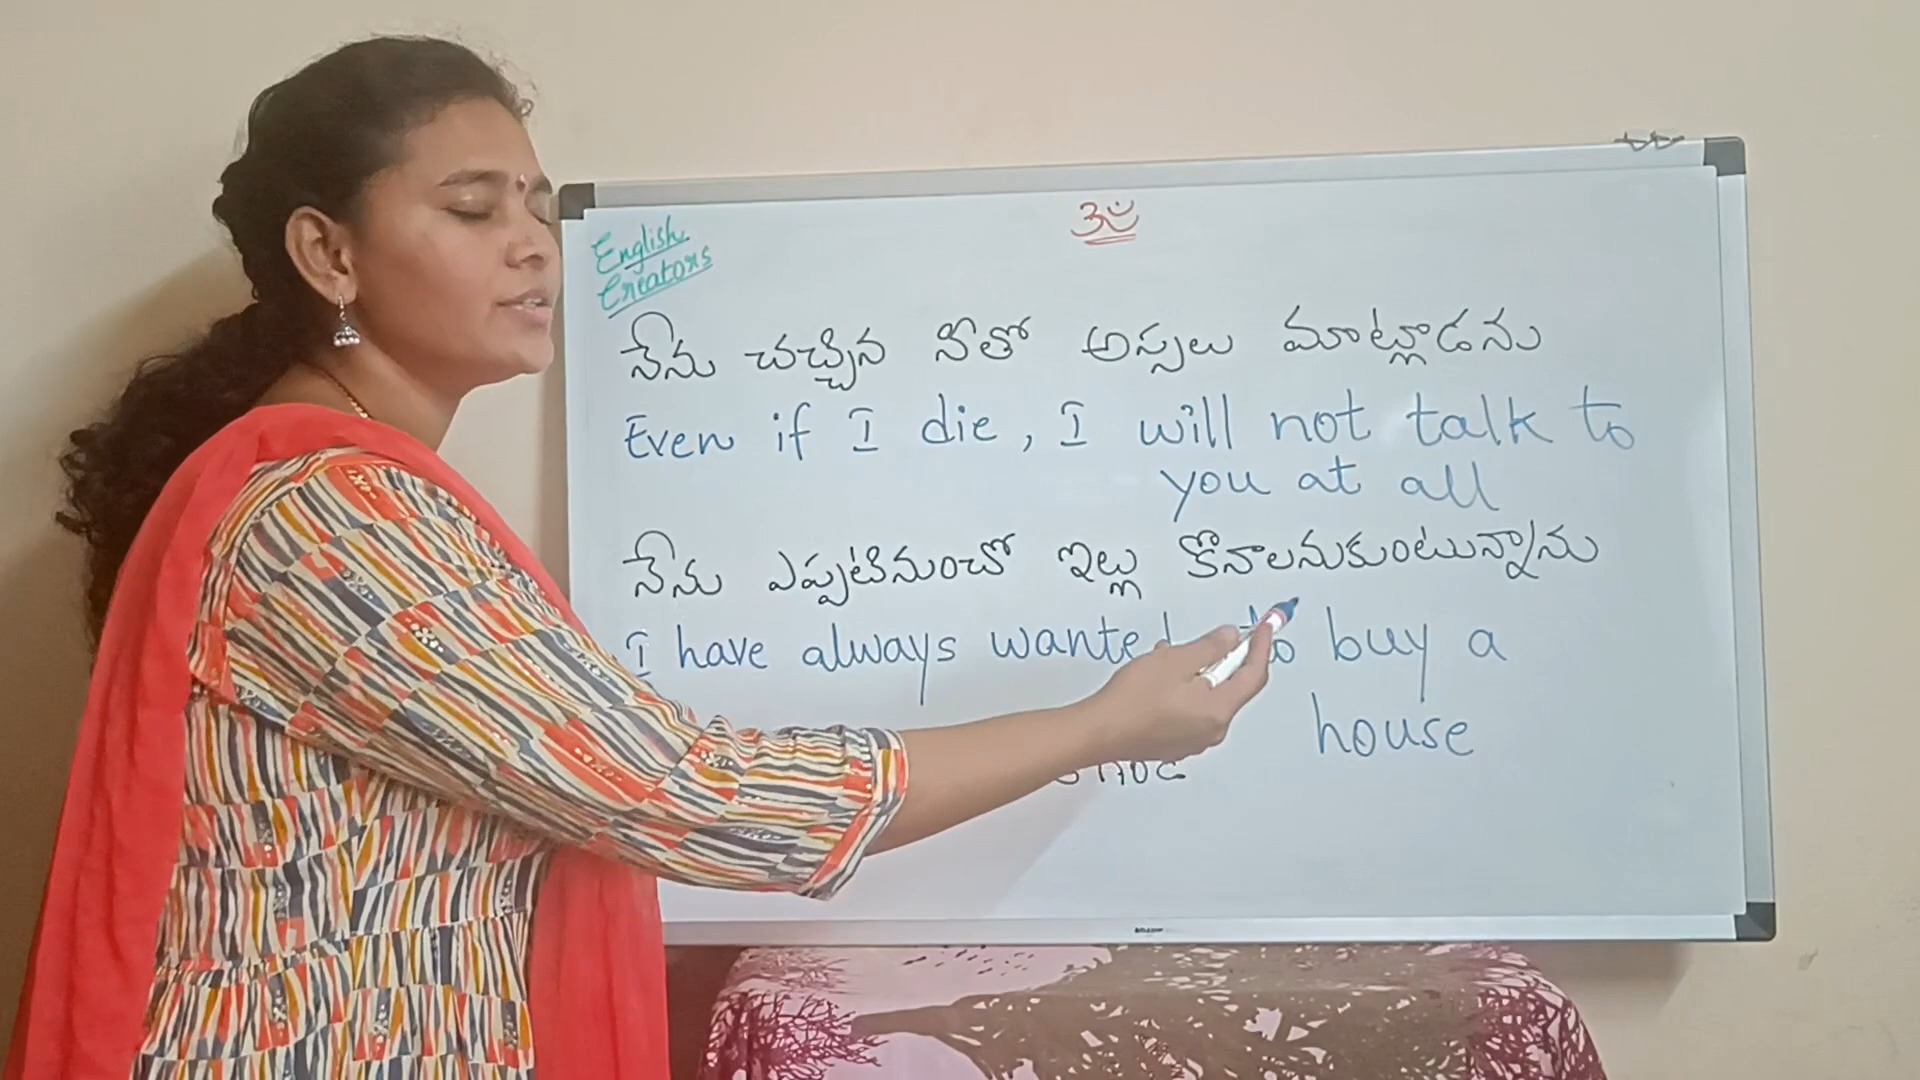 ఓం
English
Creators
నేను చచ్చిన నీతో అస్సలు మాట్లాడను
Even if I die, I will not talk to
you at all
నేను ఎప్పటినుంచో ఇల్లు కొనాలనుకుంటున్నాను
I have always wanted to buy a
house